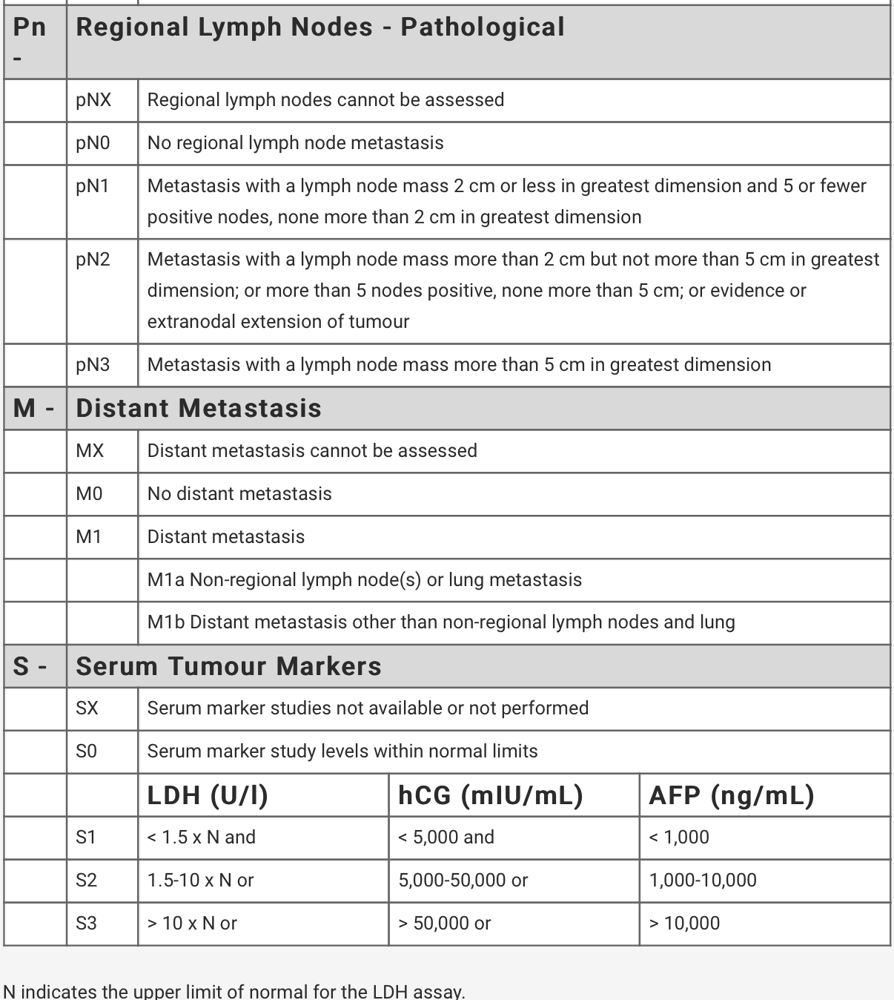 Pn
-
Regional Lymph Nodes - Pathological
pNX Regional lymph nodes cannot be assessed
pN0 No regional lymph node metastasis
pN1 Metastasis with a lymph node mass 2 cm or less in greatest dimension and 5 or fewer
positive nodes, none more than 2 cm in greatest dimension
pN2 Metastasis with a lymph node mass more than 2 cm but not more than 5 cm in greatest
dimension; or more than 5 nodes positive, none more than 5 cm; or evidence or
extranodal extension of tumour
pN3 Metastasis with a lymph node mass more than 5 cm in greatest dimension
M - Distant Metastasis
MX Distant metastasis cannot be assessed
M0 No distant metastasis
M1 Distant metastasis
M1a Non-regional lymph node(s) or lung metastasis
M1b Distant metastasis other than non-regional lymph nodes and lung
S - Serum Tumour Markers
SX Serum marker studies not available or not performed
S0 Serum marker study levels within normal limits
LDH (U/l) hCG (mIU/mL) AFP (ng/mL)
S1 < 1.5 x N and < 5,000 and < 1,000
S2 1.5-10 x N or 5,000-50,000 or 1,000-10,000
S3 > 10 x N or > 50,000 or > 10,000
N indicates the upper limit of normal for the LDH assay.